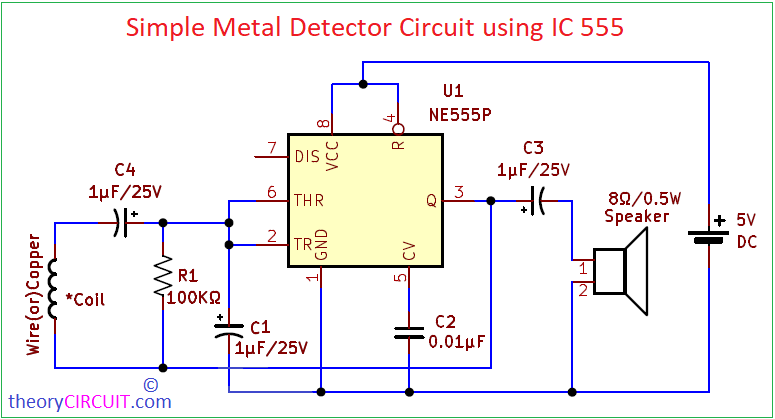 Simple Metal Detector Circuit using IC 555
U1
NE555P
8
4
VCC
R
7
DIS
C4
1µF/25V
6
THR
Q
3
C3
1µF/25V
8Ω/0.5W
Speaker
5V
DC
2
TR
GND
CV
1
5
1
2
Wire(or)Copper
*Coil
R1
100KΩ
C1
1µF/25V
C2
0.01µF
©
theoryCIRCUIT.com